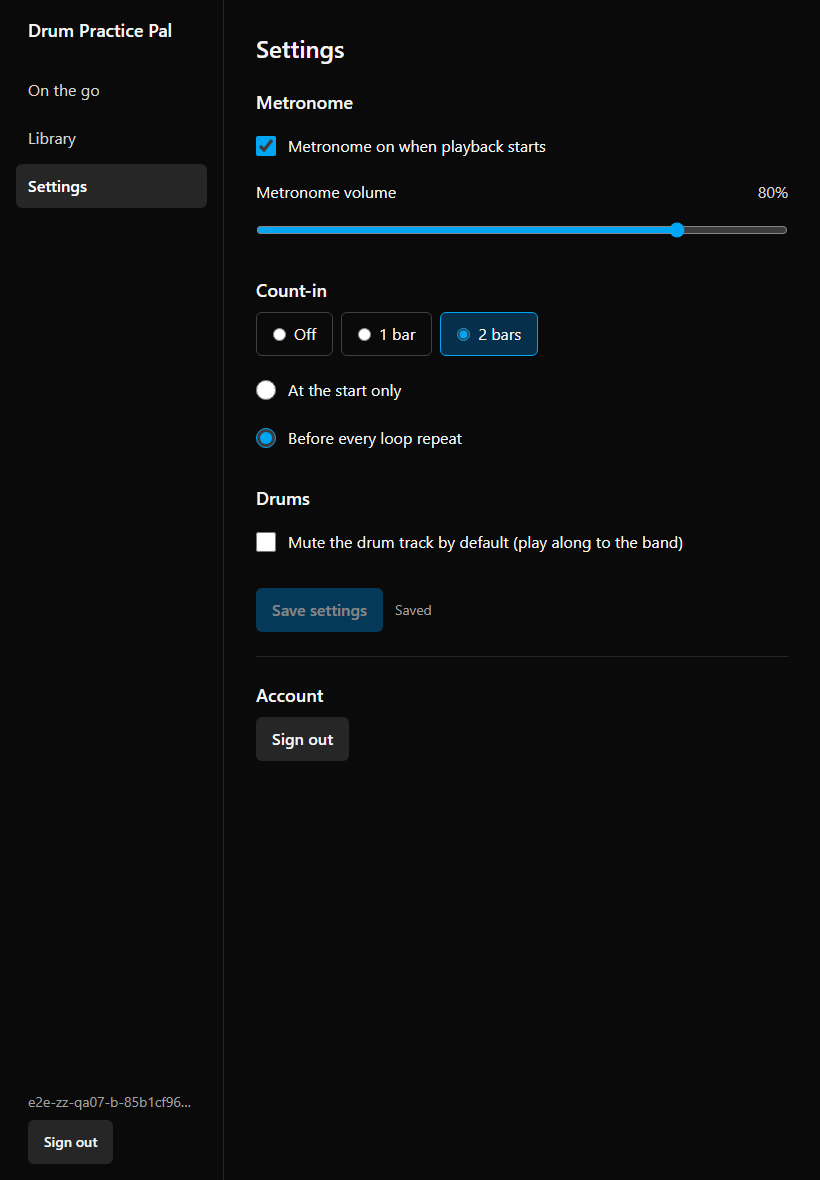 Drum Practice Pal
On the go
Library
Settings
e2e-zz-qa07-b-85b1cf96...
Sign out
Settings
Metronome
Metronome on when playback starts
Metronome volume 80%
Count-in
Off 1 bar 2 bars
At the start only
Before every loop repeat
Drums
Mute the drum track by default (play along to the band)
Save settings Saved
Account
Sign out